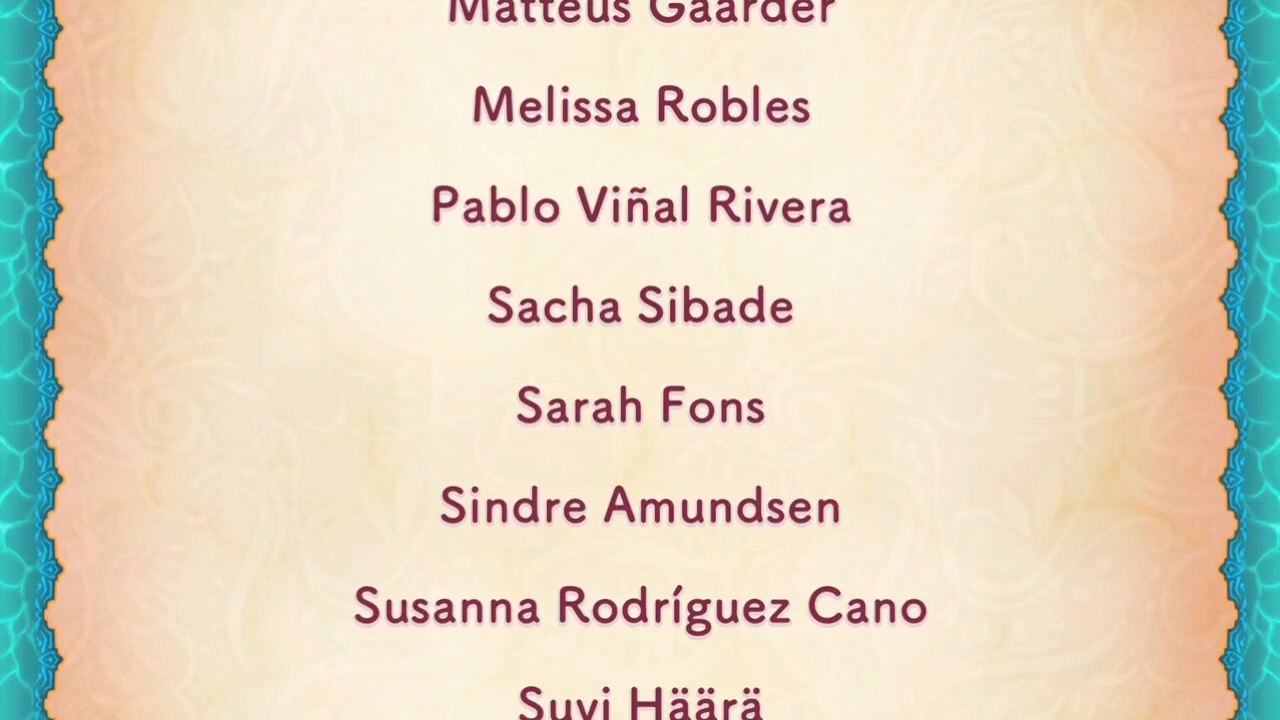 Matteus Gaarder
Melissa Robles
Pablo Viñal Rivera
Sacha Sibade
Sarah Fons
Sindre Amundsen
Susanna Rodríguez Cano
Suvi Häärä